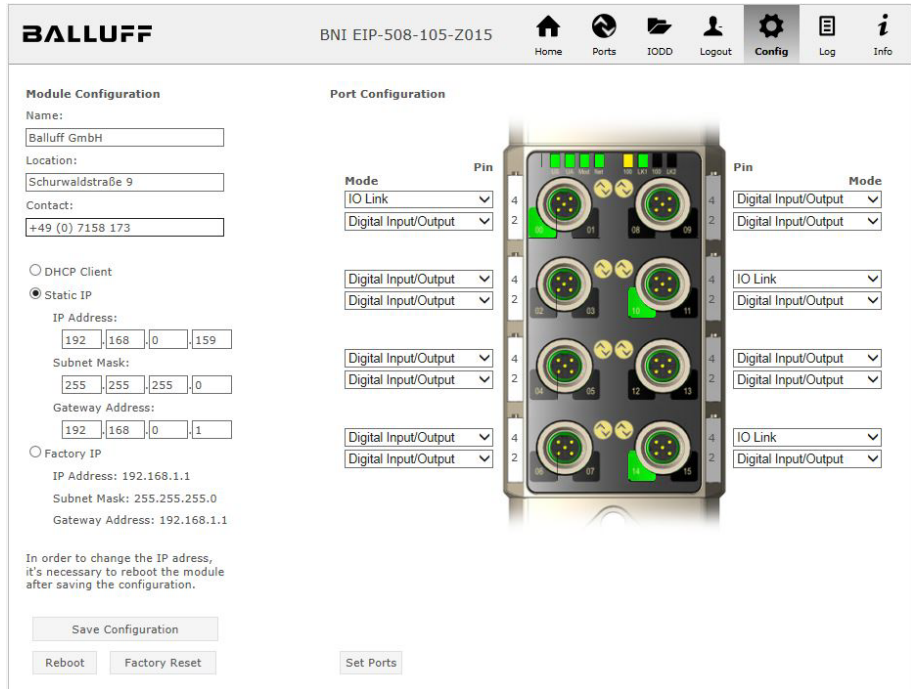 BALLUFF
BNI EIP-508-105-Z015
Home Ports IODD Logout Config Log Info
Module Configuration
Name:
Balluff GmbH
Location:
Schurwaldstraße 9
Contact:
+49 (0) 7158 173
DHCP Client
Static IP
IP Address:
192 .168 .0 .159
Subnet Mask:
255 .255 .255 .0
Gateway Address:
192 .168 .0 .1
Factory IP
IP Address: 192.168.1.1
Subnet Mask: 255.255.255.0
Gateway Address: 192.168.1.1
In order to change the IP adress,
it's necessary to reboot the module
after saving the configuration.
Save Configuration
Reboot Factory Reset
Port Configuration
Pin
Mode
IO Link 4
Digital Input/Output 2
Digital Input/Output 4
Digital Input/Output 2
Digital Input/Output 4
Digital Input/Output 2
Digital Input/Output 4
Digital Input/Output 2
US UA Mod Net 100 LK1 100 LK2
00 01 08 09
02 03 10 11
04 05 12 13
06 07 14 15
Pin
Mode
4 Digital Input/Output
2 Digital Input/Output
4 IO Link
2 Digital Input/Output
4 Digital Input/Output
2 Digital Input/Output
4 IO Link
2 Digital Input/Output
Set Ports